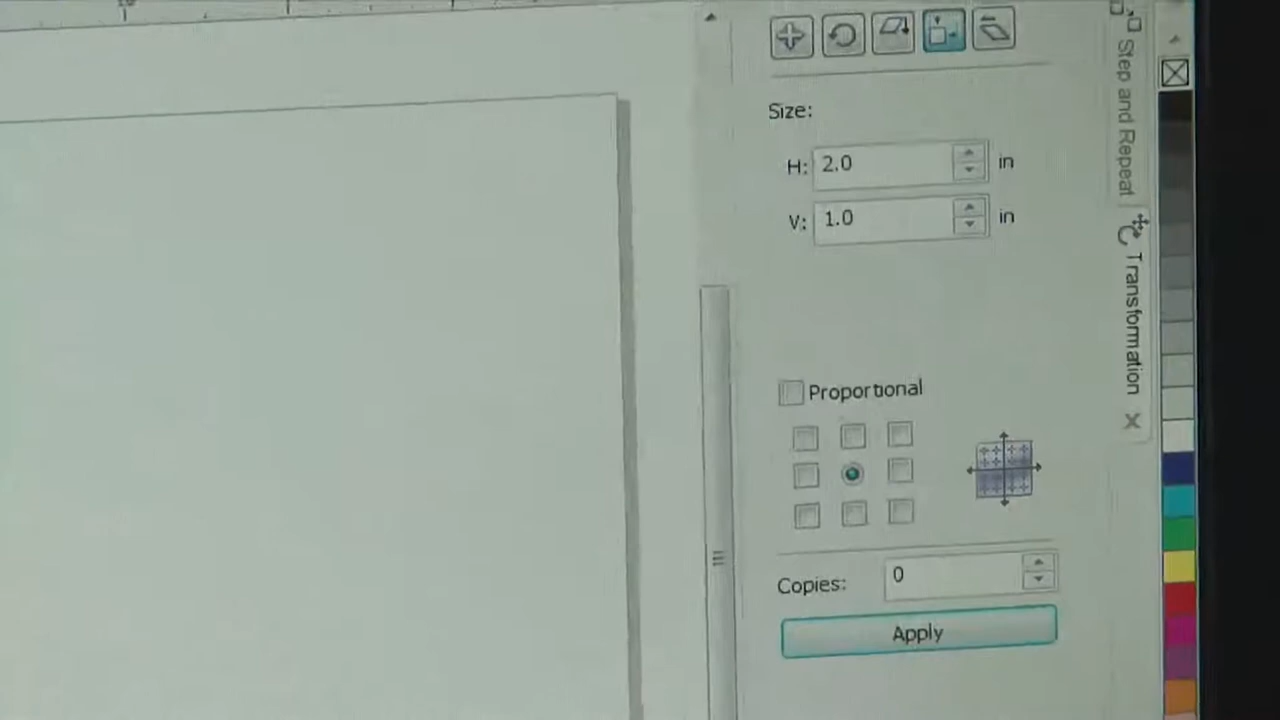 Size:
H: 2.0 in
V: 1.0 in
Proportional
Copies: 0
Apply
Step and Repeat
Transformation